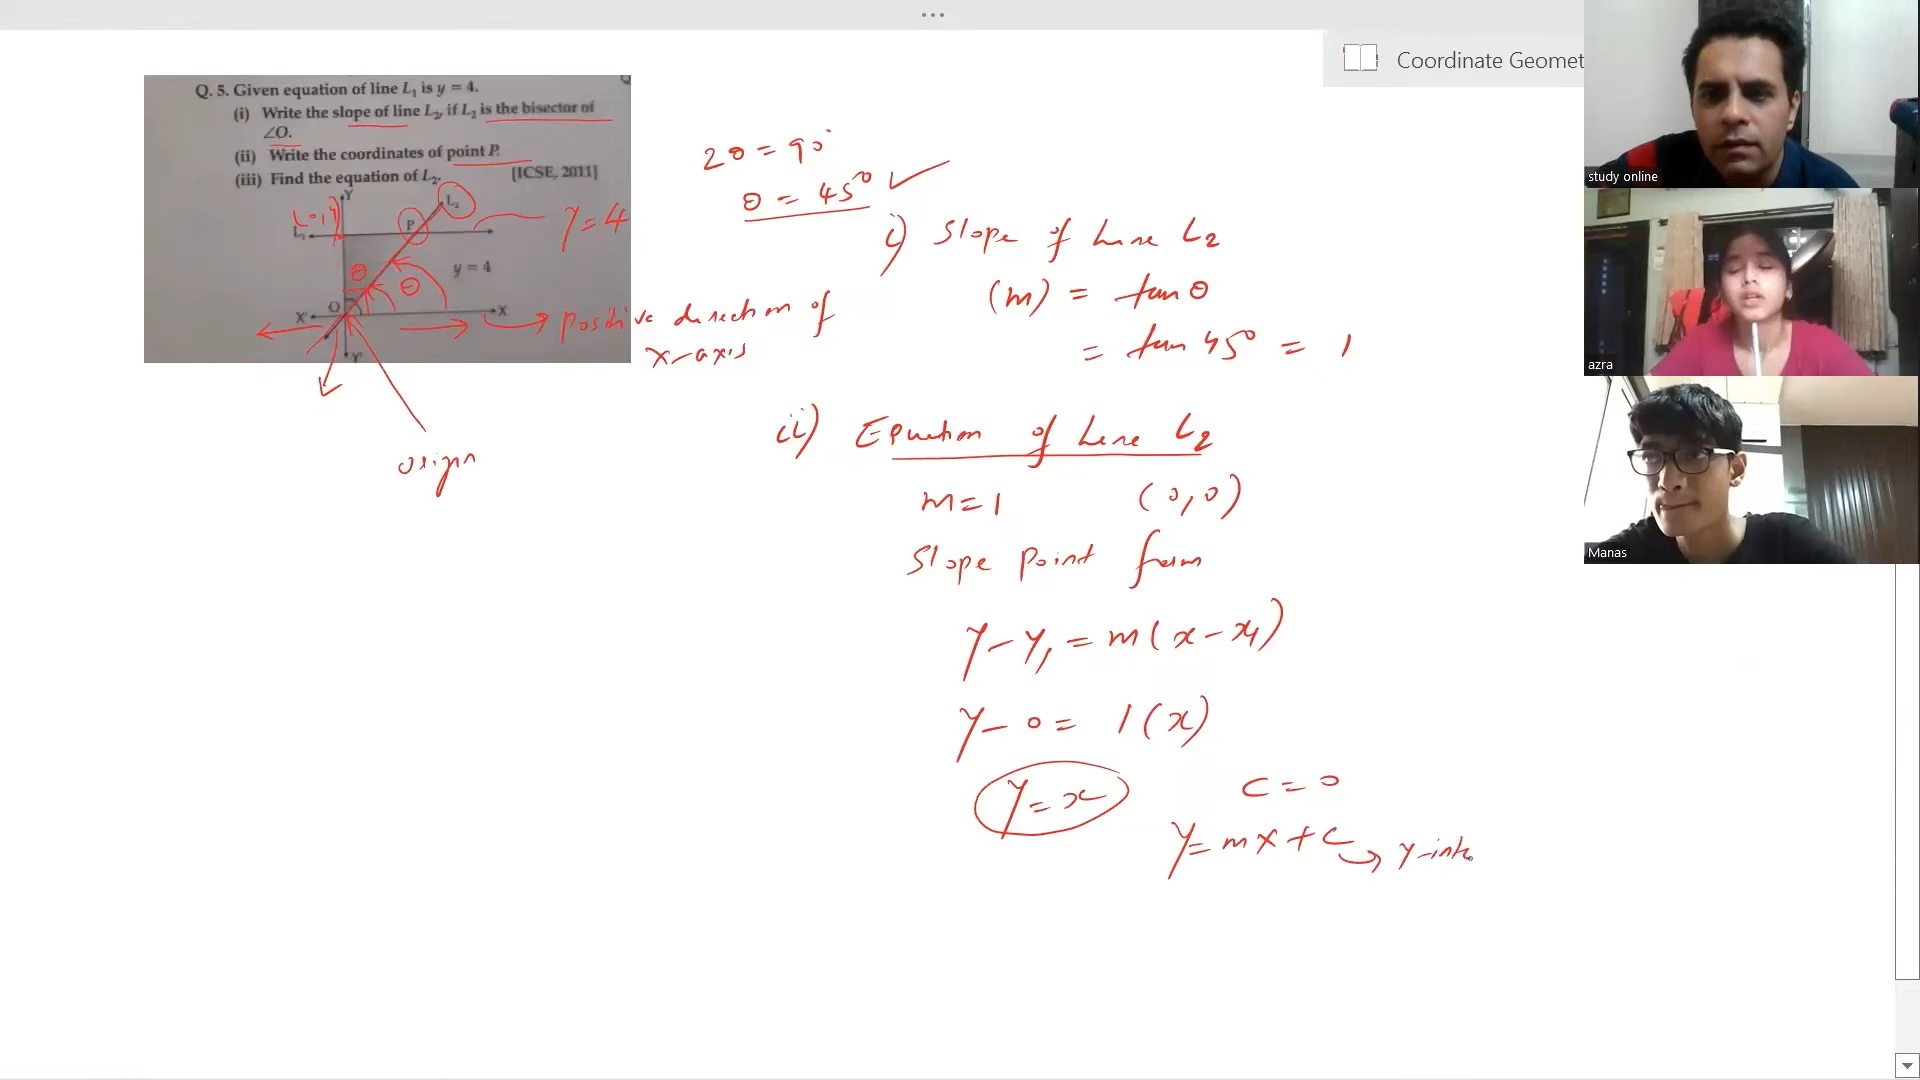 Coordinate Geomet
Q. 5. Given equation of line L₁ is y = 4.
(i) Write the slope of line L₂, if L₂ is the bisector of
∠O.
(ii) Write the coordinates of point P.
(iii) Find the equation of L₂. [ICSE, 2011]
Y
L₂
P
L₁
y = 4
y = 4
θ
θ
O
X' X
Y'
positive direction of
x-axis
origin
2θ = 90°
θ = 45°
i) Slope of Line L₂
(m) = tan θ
= tan 45° = 1
ii) Equation of Line L₂
m = 1 (0,0)
Slope point form
y - y₁ = m(x - x₁)
y - 0 = 1(x)
y = x
c = 0
y = mx + c → y-inte
study online
azra
Manas